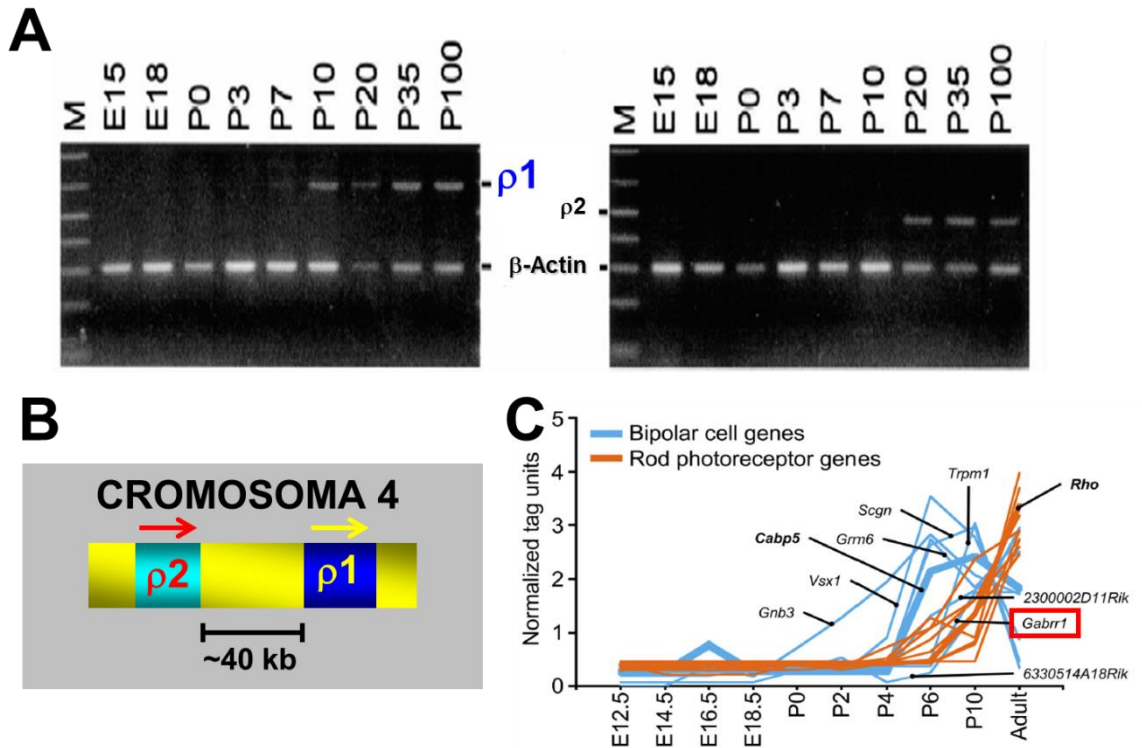 A
M E15 E18 P0 P3 P7 P10 P20 P35 P100
M E15 E18 P0 P3 P7 P10 P20 P35 P100
ρ1
ρ2
β-Actin
B
CROMOSOMA 4
ρ2 ρ1
~40 kb
C
Normalized tag units
5
4
3
2
1
0
Bipolar cell genes
Rod photoreceptor genes
Trpm1
Rho
Scgn
Cabp5
Grm6
Vsx1
2300002D11Rik
Gnb3
Gabrr1
6330514A18Rik
E12.5 E14.5 E16.5 E18.5 P0 P2 P4 P6 P10 Adult